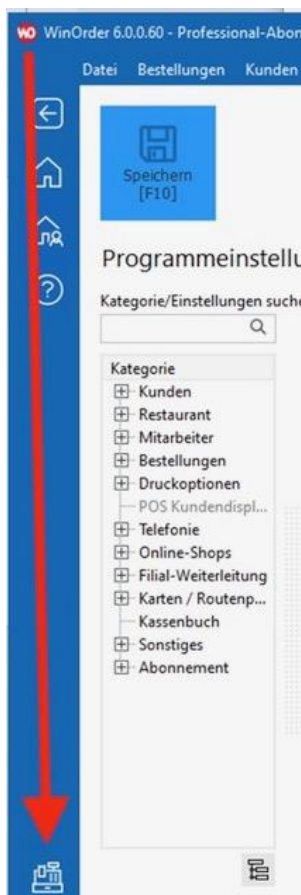 WO WinOrder 6.0.0.60 - Professional-Abon
Datei Bestellungen Kunden
Speichern
[F10]
Programmeinstellu
Kategorie/Einstellungen suche
Kategorie
Kunden
Restaurant
Mitarbeiter
Bestellungen
Druckoptionen
POS Kundendispl...
Telefonie
Online-Shops
Filial-Weiterleitung
Karten / Routenp...
Kassenbuch
Sonstiges
Abonnement